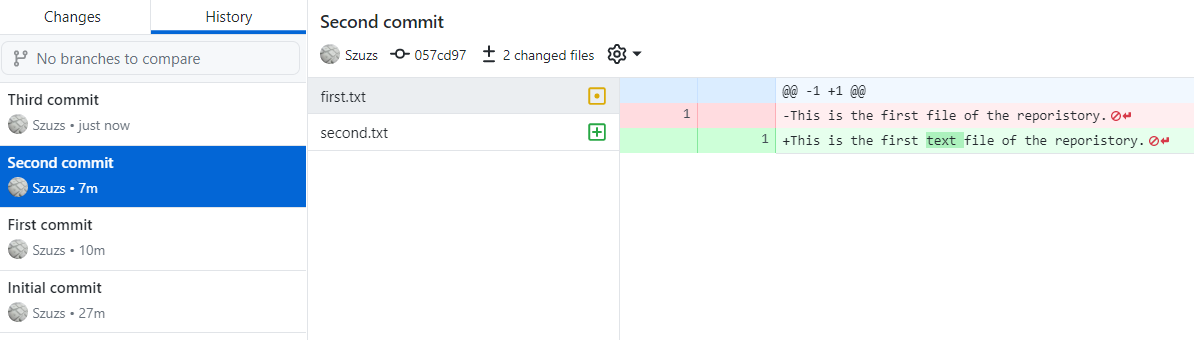 Changes
History
No branches to compare
Third commit
Szuzs • just now
Second commit
Szuzs • 7m
First commit
Szuzs • 10m
Initial commit
Szuzs • 27m
Second commit
Szuzs 057cd97 2 changed files
first.txt
second.txt
@@ -1 +1 @@
1 -This is the first file of the reporistory.
1 +This is the first text file of the reporistory.